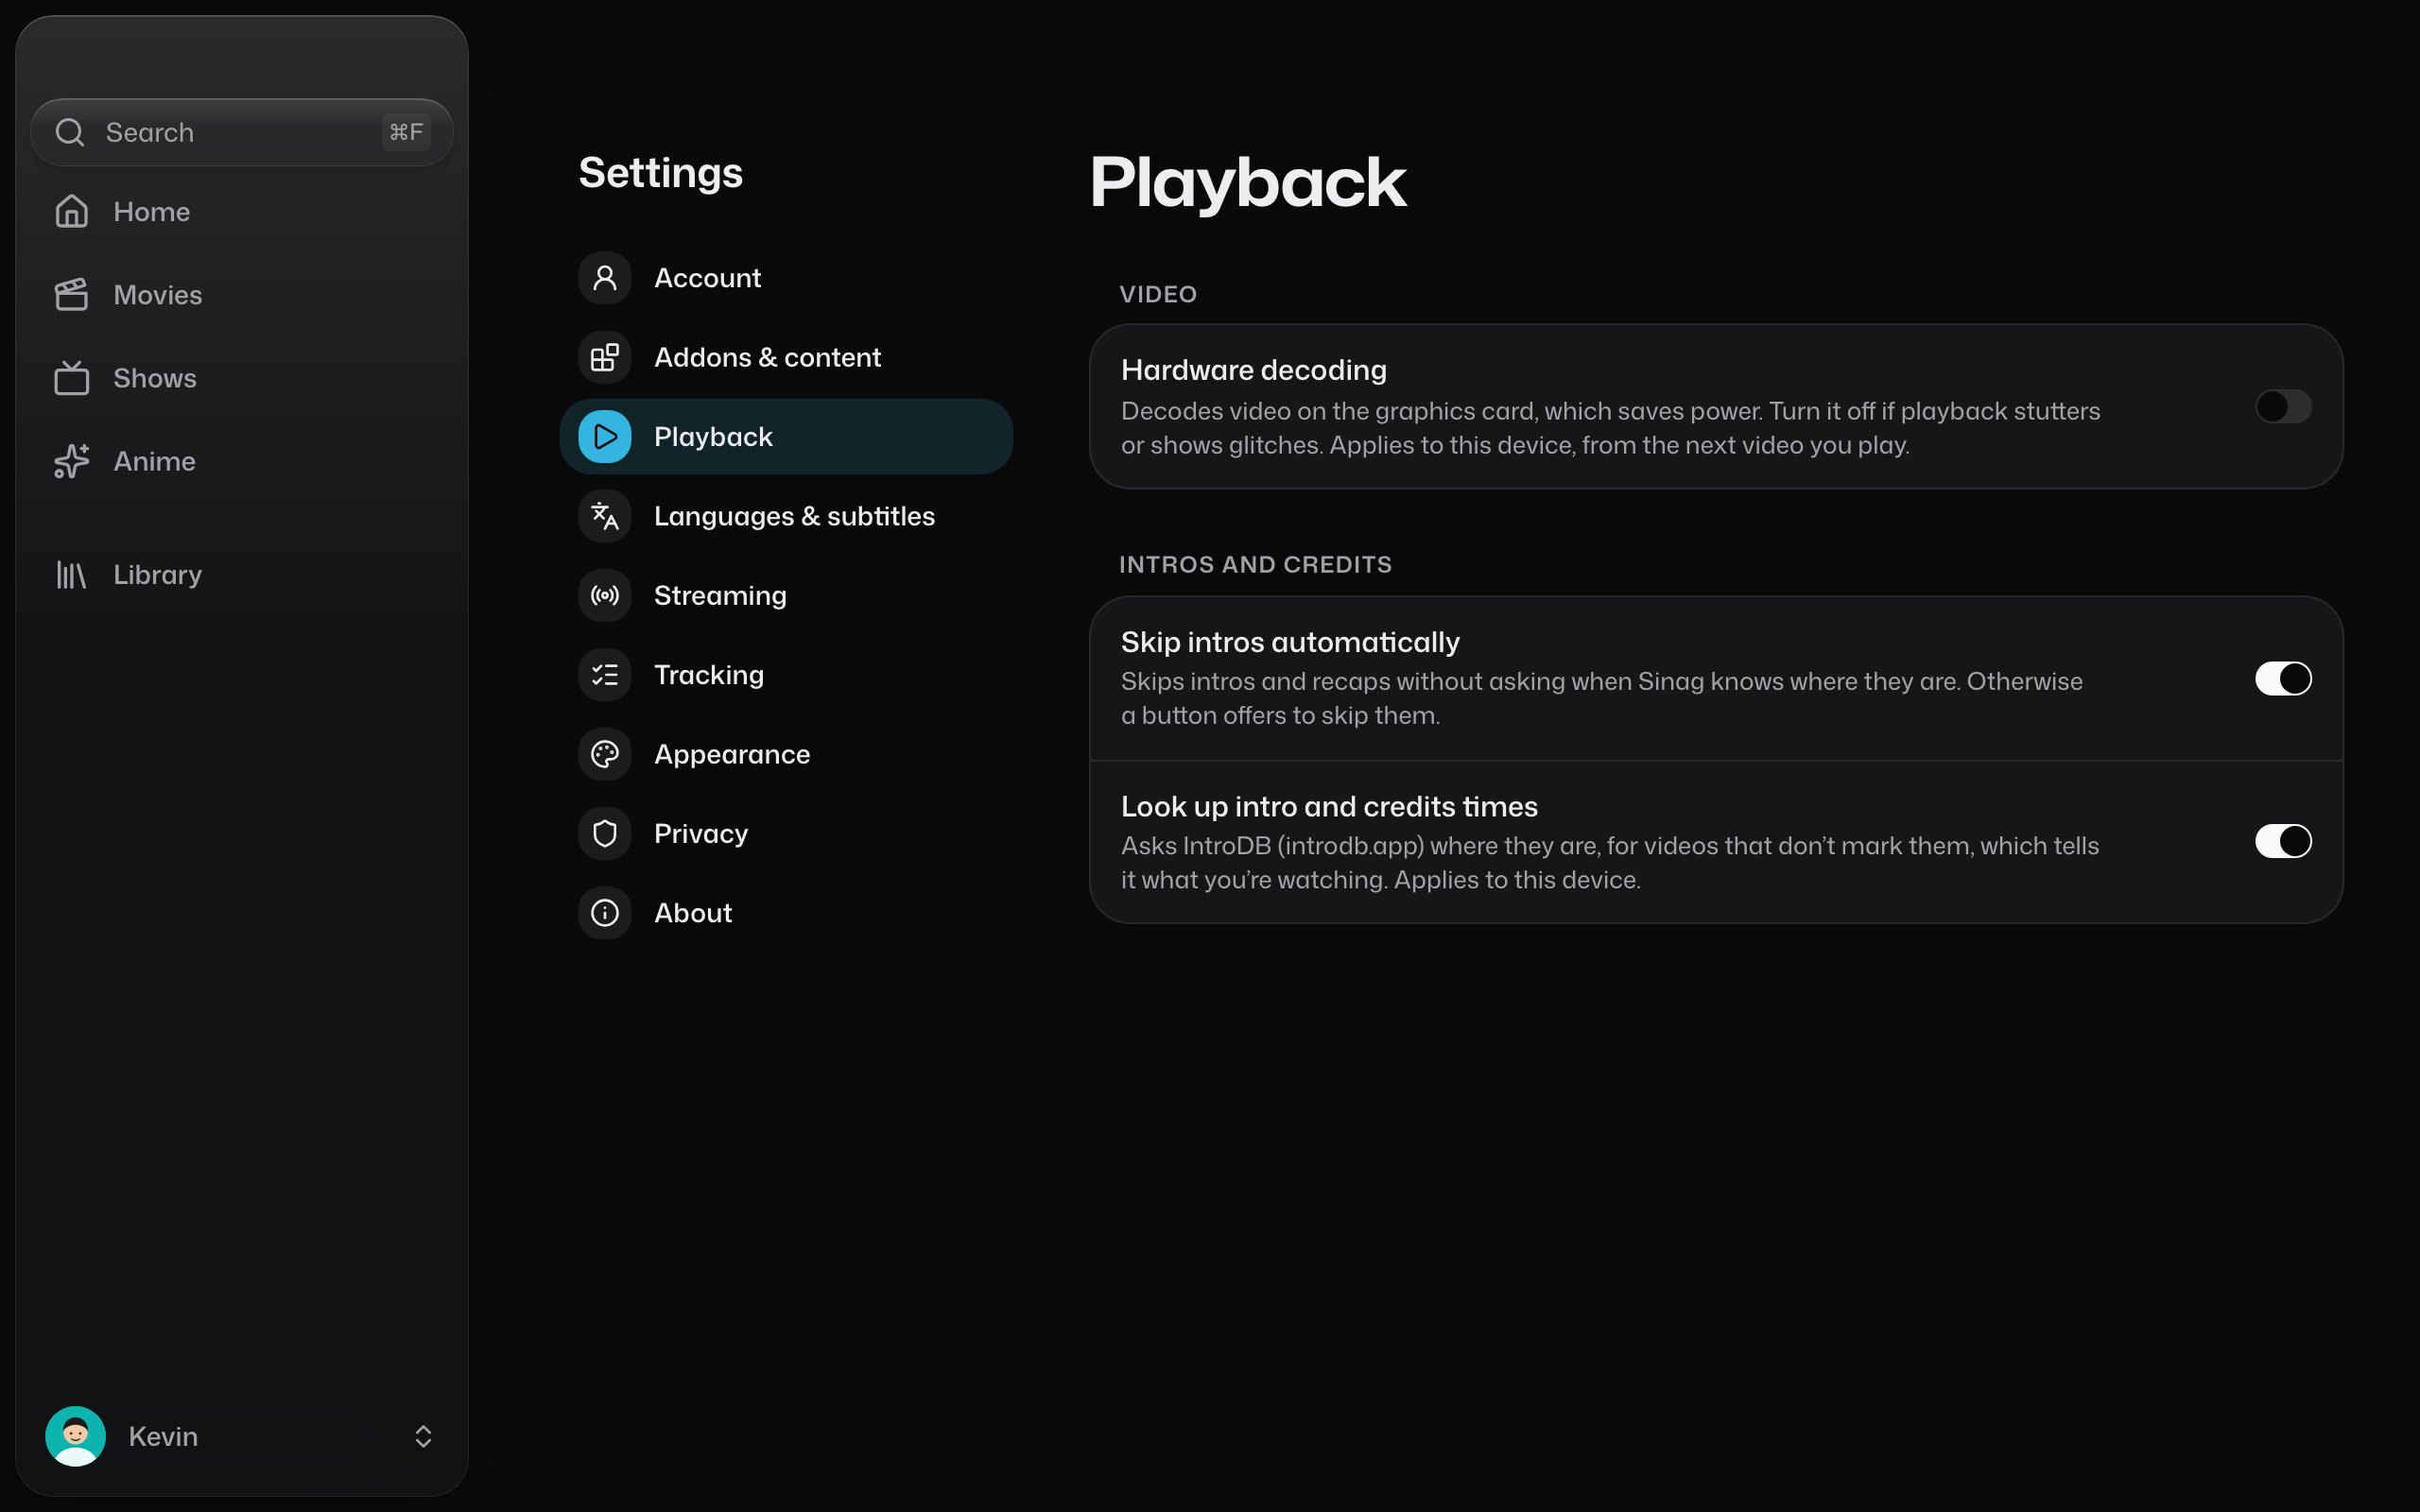 Search ⌘F
Home
Movies
Shows
Anime
Library
Kevin
Settings
Account
Addons & content
Playback
Languages & subtitles
Streaming
Tracking
Appearance
Privacy
About
Playback
VIDEO
Hardware decoding
Decodes video on the graphics card, which saves power. Turn it off if playback stutters
or shows glitches. Applies to this device, from the next video you play.
INTROS AND CREDITS
Skip intros automatically
Skips intros and recaps without asking when Sinag knows where they are. Otherwise
a button offers to skip them.
Look up intro and credits times
Asks IntroDB (introdb.app) where they are, for videos that don’t mark them, which tells
it what you’re watching. Applies to this device.